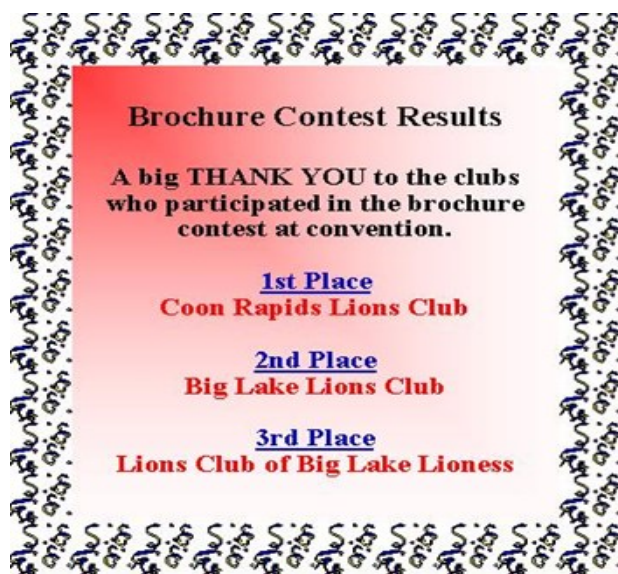 Brochure Contest Results
A big THANK YOU to the clubs
who participated in the brochure
contest at convention.
1st Place
Coon Rapids Lions Club
2nd Place
Big Lake Lions Club
3rd Place
Lions Club of Big Lake Lioness